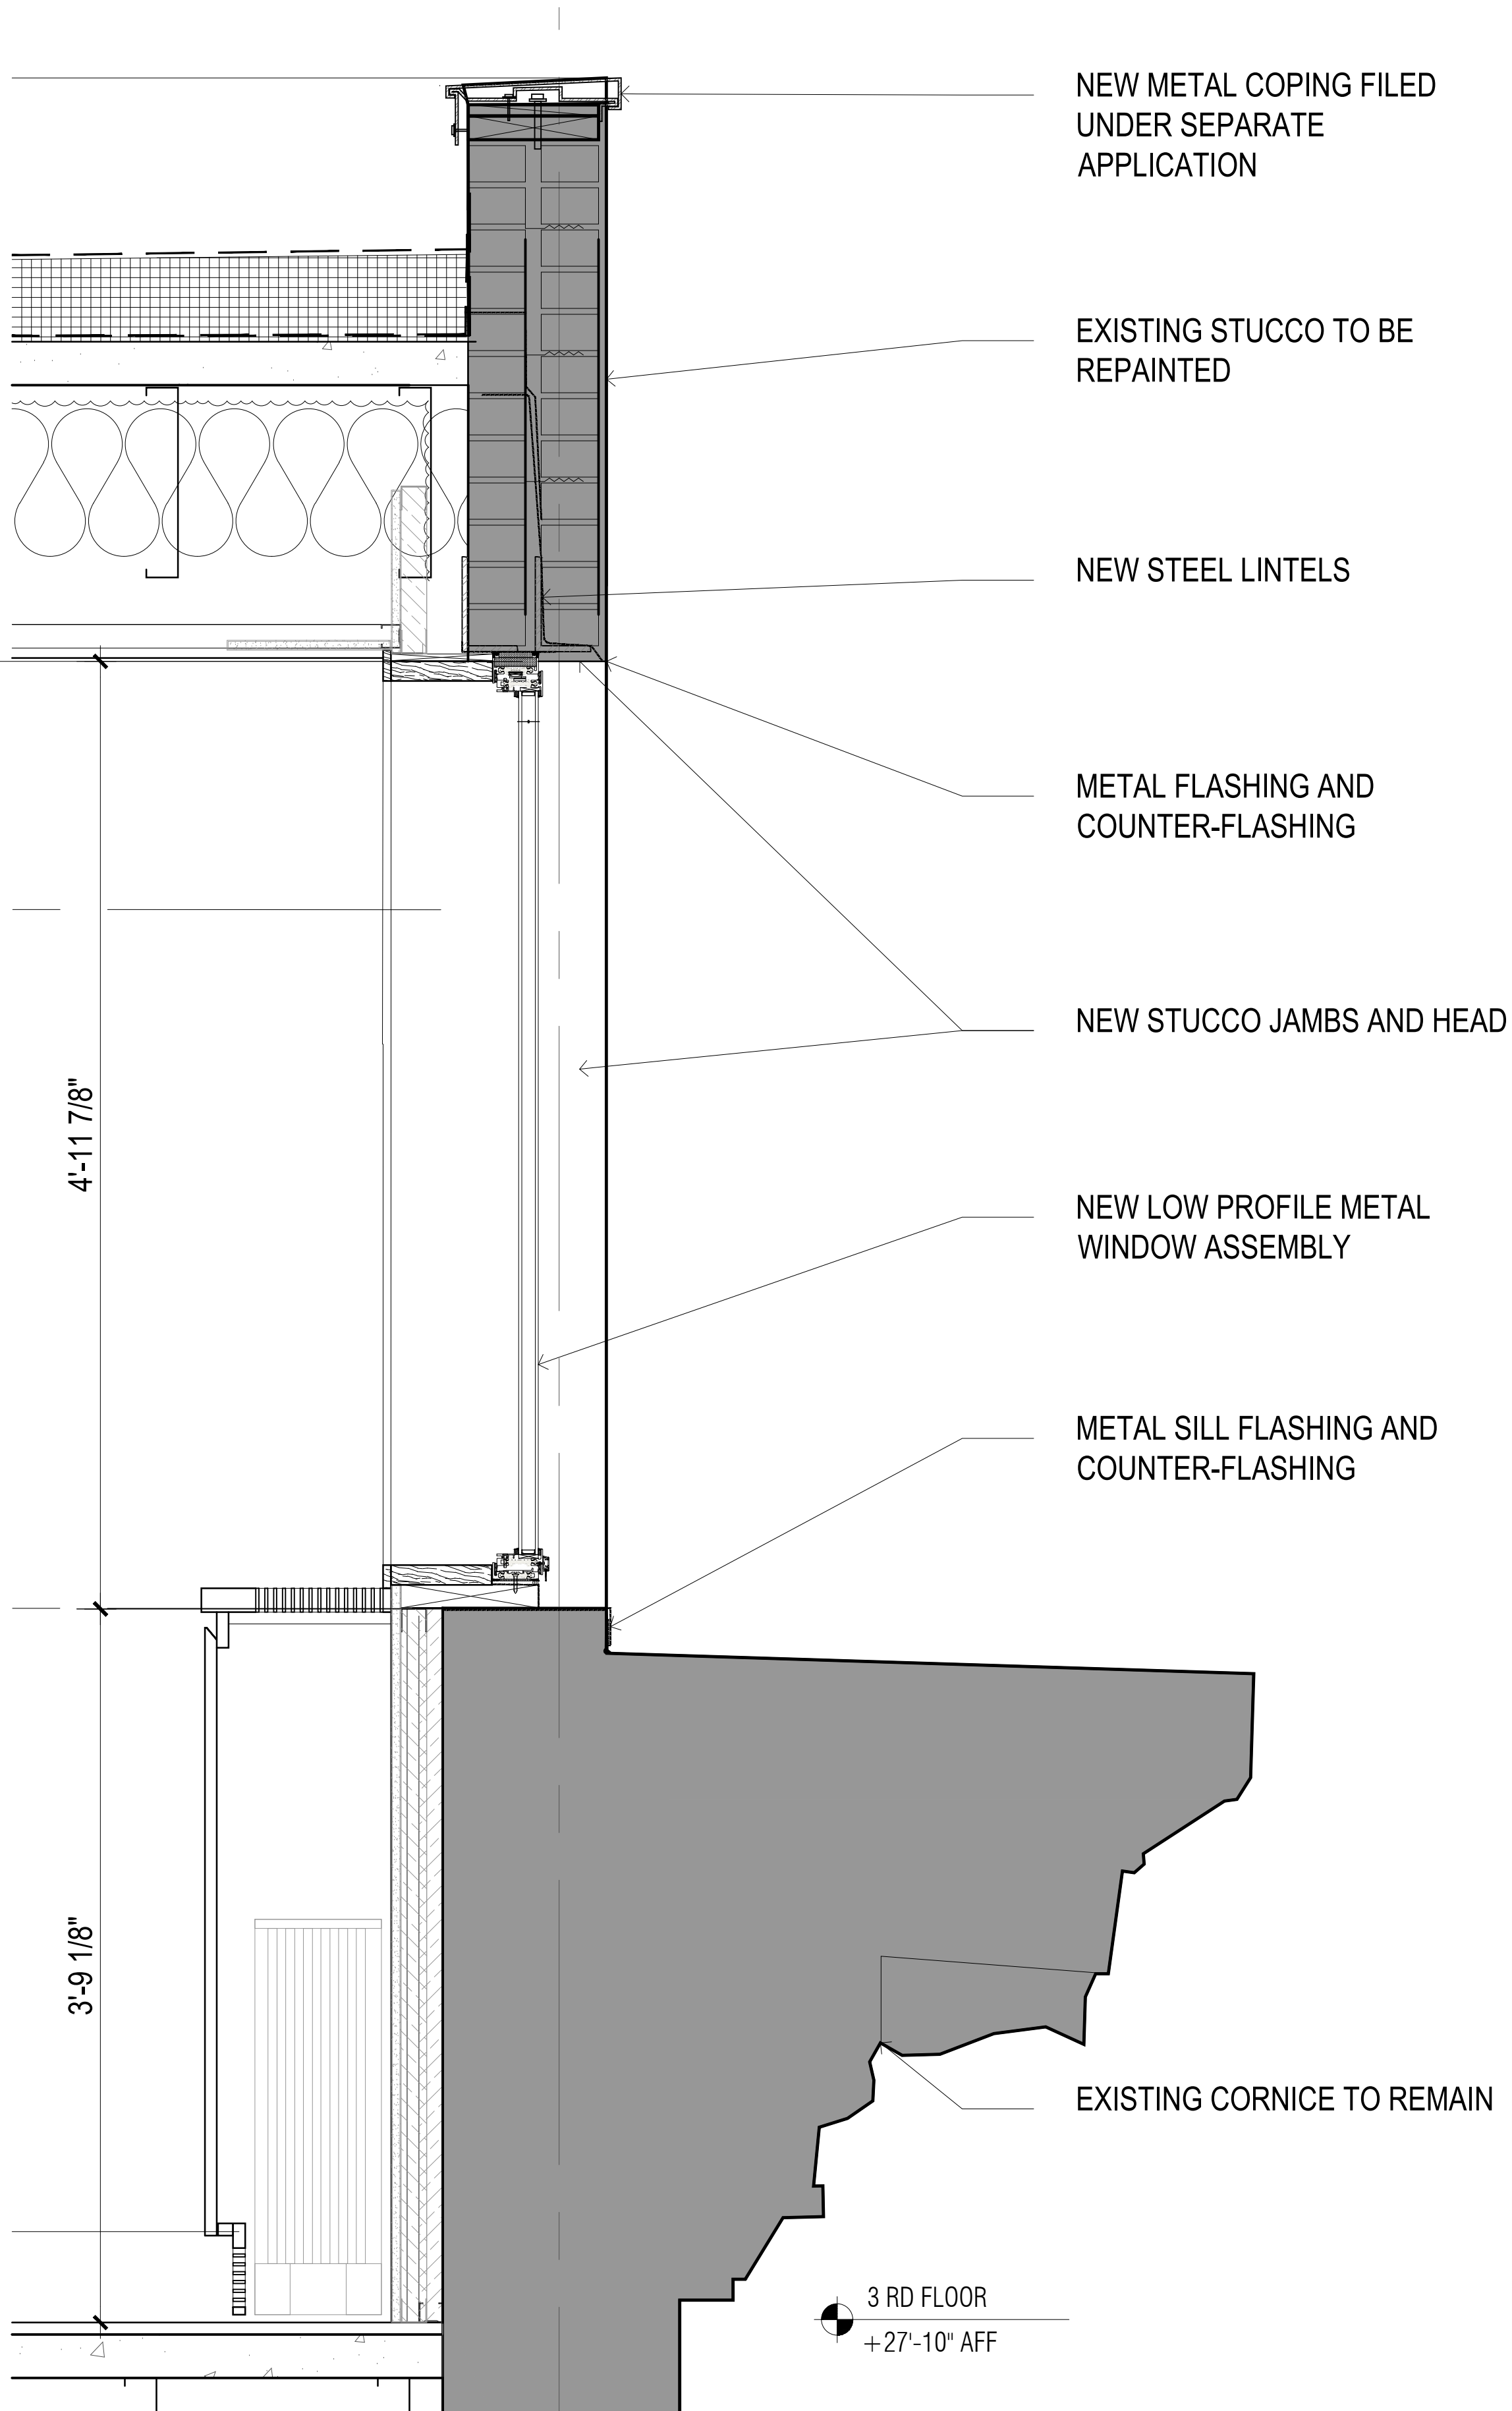 NEW METAL COPING FILED
UNDER SEPARATE
APPLICATION
EXISTING STUCCO TO BE
REPAINTED
NEW STEEL LINTELS
METAL FLASHING AND
COUNTER-FLASHING
NEW STUCCO JAMBS AND HEAD
4'-11 7/8"
NEW LOW PROFILE METAL
WINDOW ASSEMBLY
METAL SILL FLASHING AND
COUNTER-FLASHING
3'-9 1/8"
EXISTING CORNICE TO REMAIN
3 RD FLOOR
+27'-10" AFF